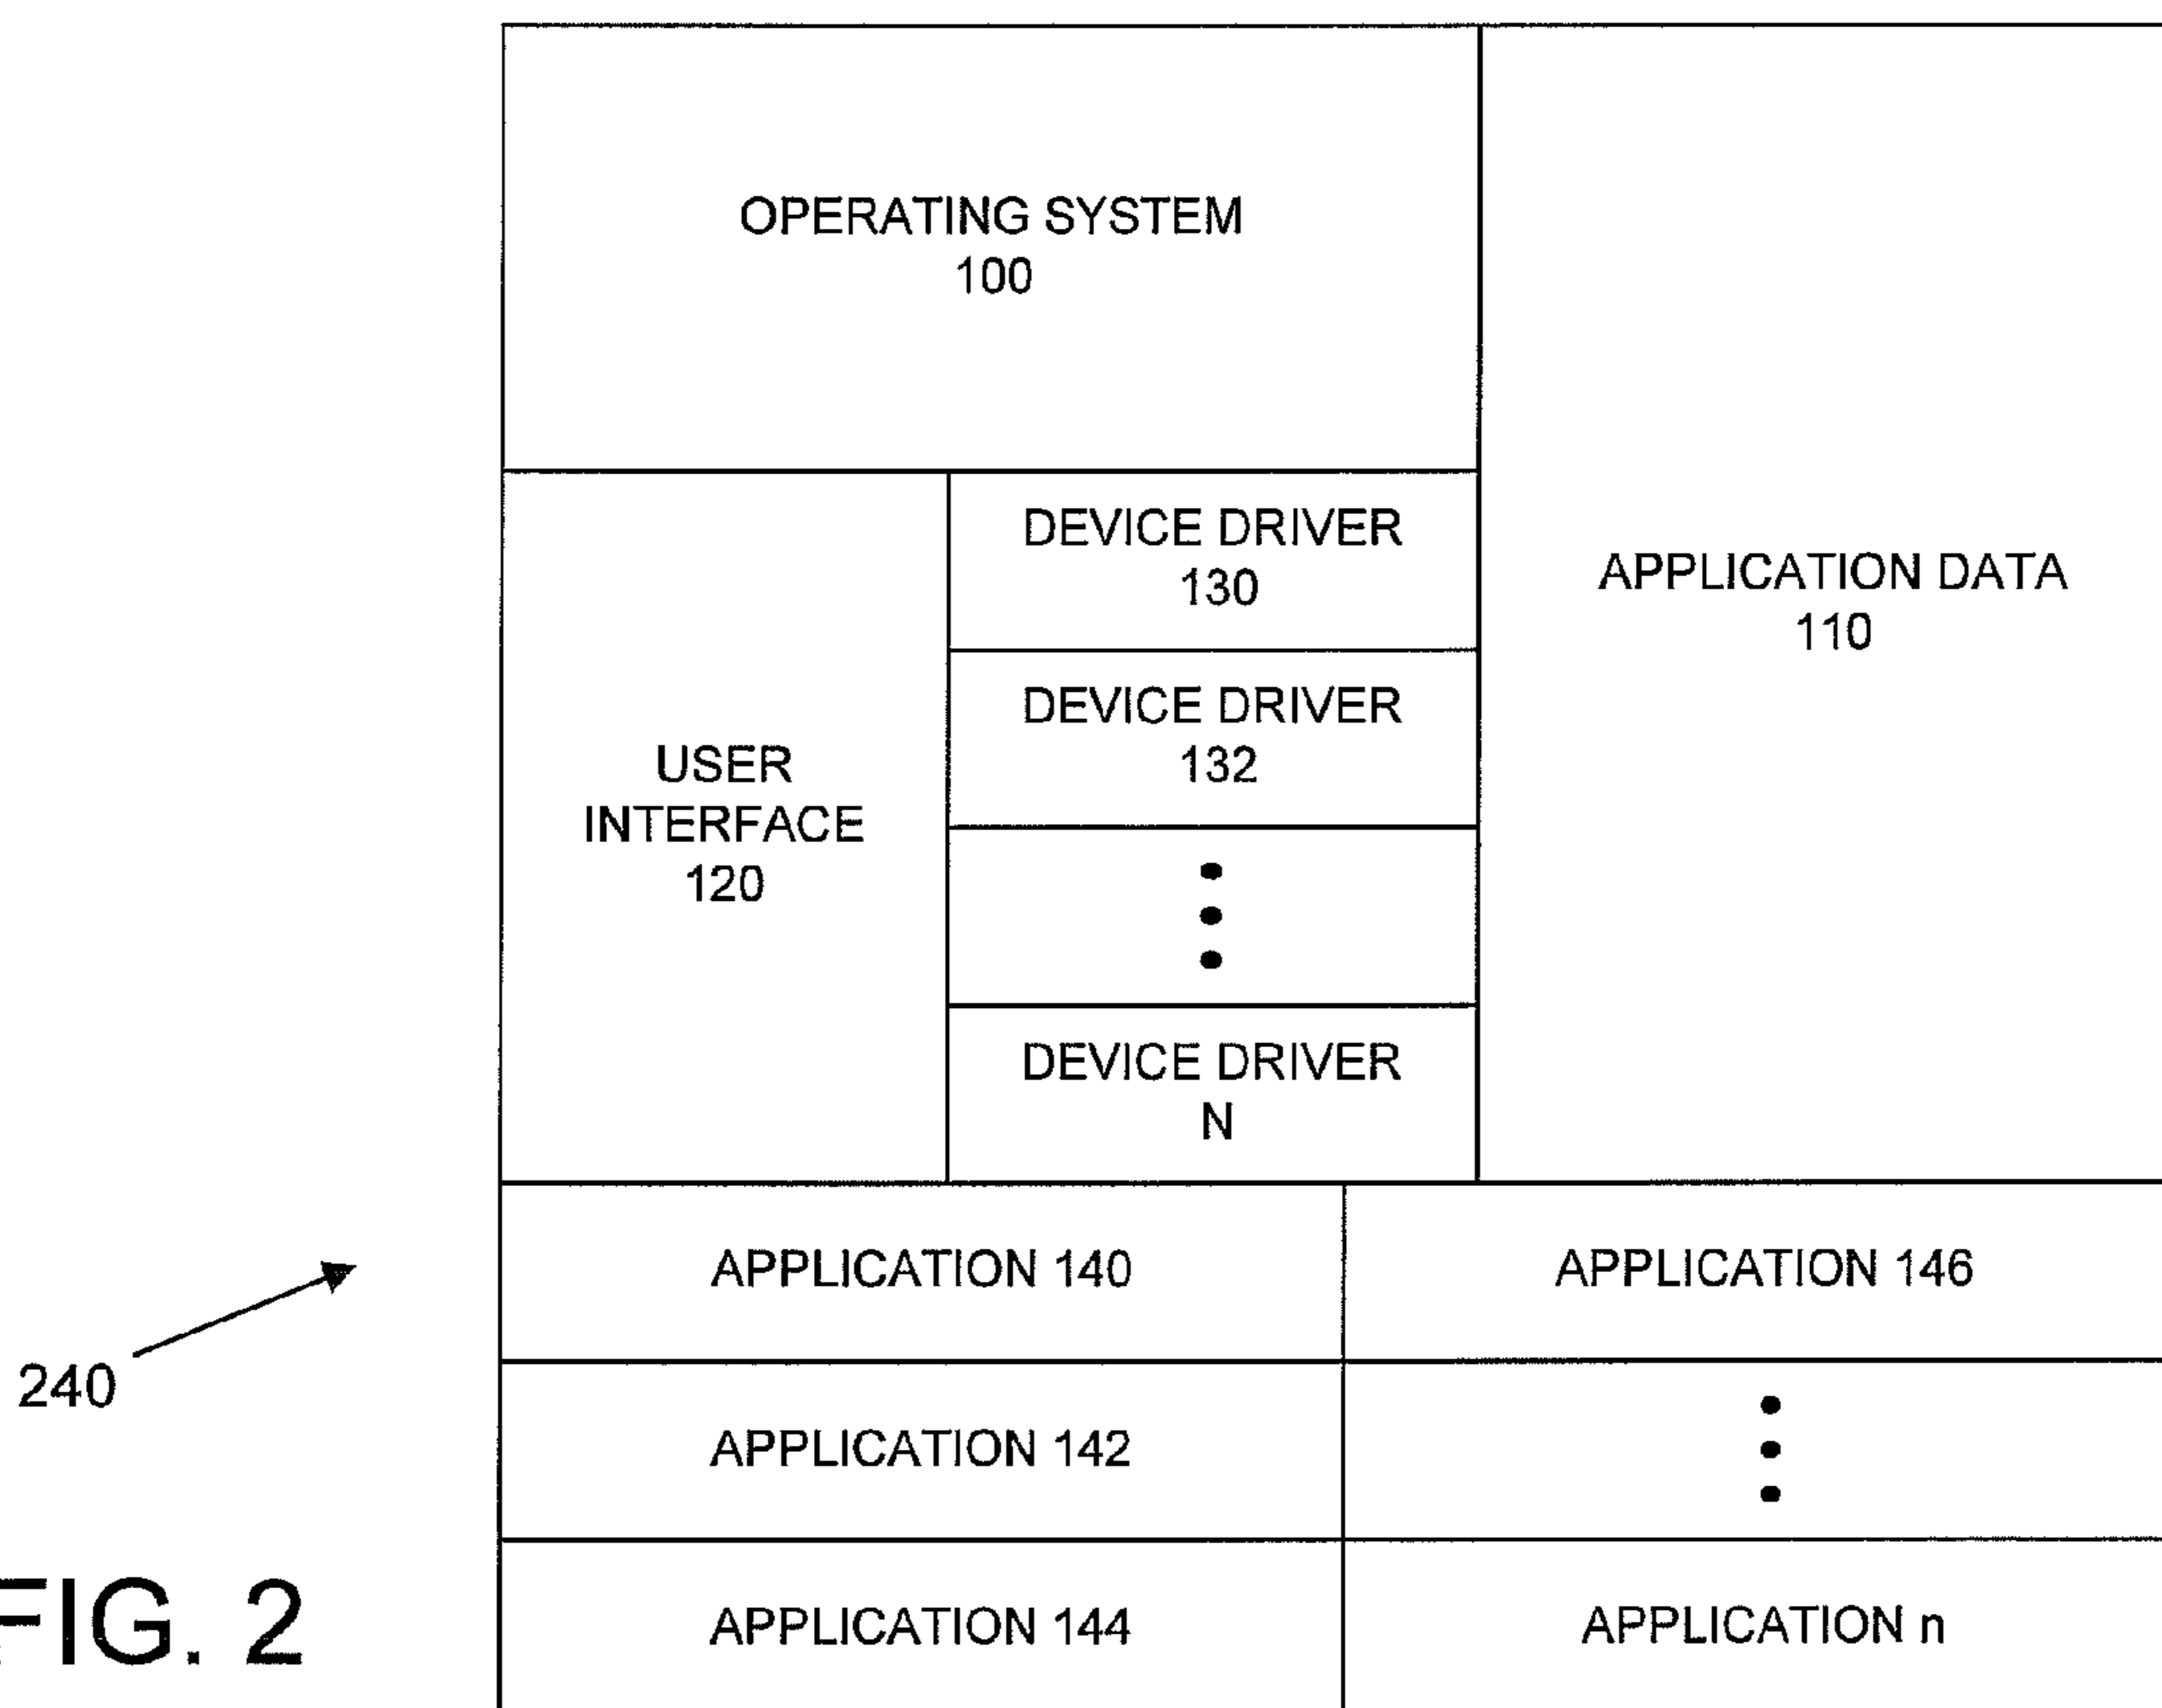 OPERATING SYSTEM
100
APPLICATION DATA
110
USER
INTERFACE
120
DEVICE DRIVER
130
DEVICE DRIVER
132
DEVICE DRIVER
N
APPLICATION 140
APPLICATION 146
APPLICATION 142
APPLICATION 144
APPLICATION n
240
FIG. 2